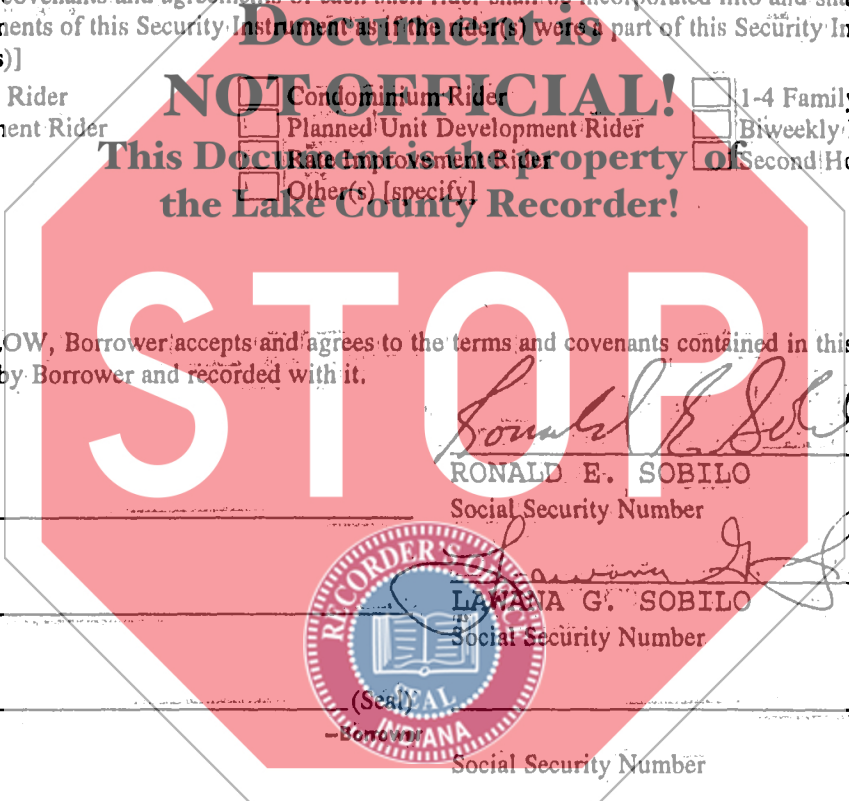 covenants and agreements of each such rider shall be incorporated into and sha
nents of this Security Instrument as if the rider(s) were a part of this Security In
s)]
Document is
NOT OFFICIAL!
This Document is the property of
the Lake County Recorder!
Rider Condominium Rider 1-4 Family
nent Rider Planned Unit Development Rider Biweekly
Rate Improvement Rider Second Ho
Other(s) [specify]
STOP
LOW, Borrower accepts and agrees to the terms and covenants contained in this
by Borrower and recorded with it.
Ronald E. Sobil
RONALD E. SOBILO
Social Security Number
Lawana G. S
LAWANA G. SOBILO
Social Security Number
RECORDER'S OFFICE
SEAL
INDIANA
(Seal)
-Borrower
Social Security Number